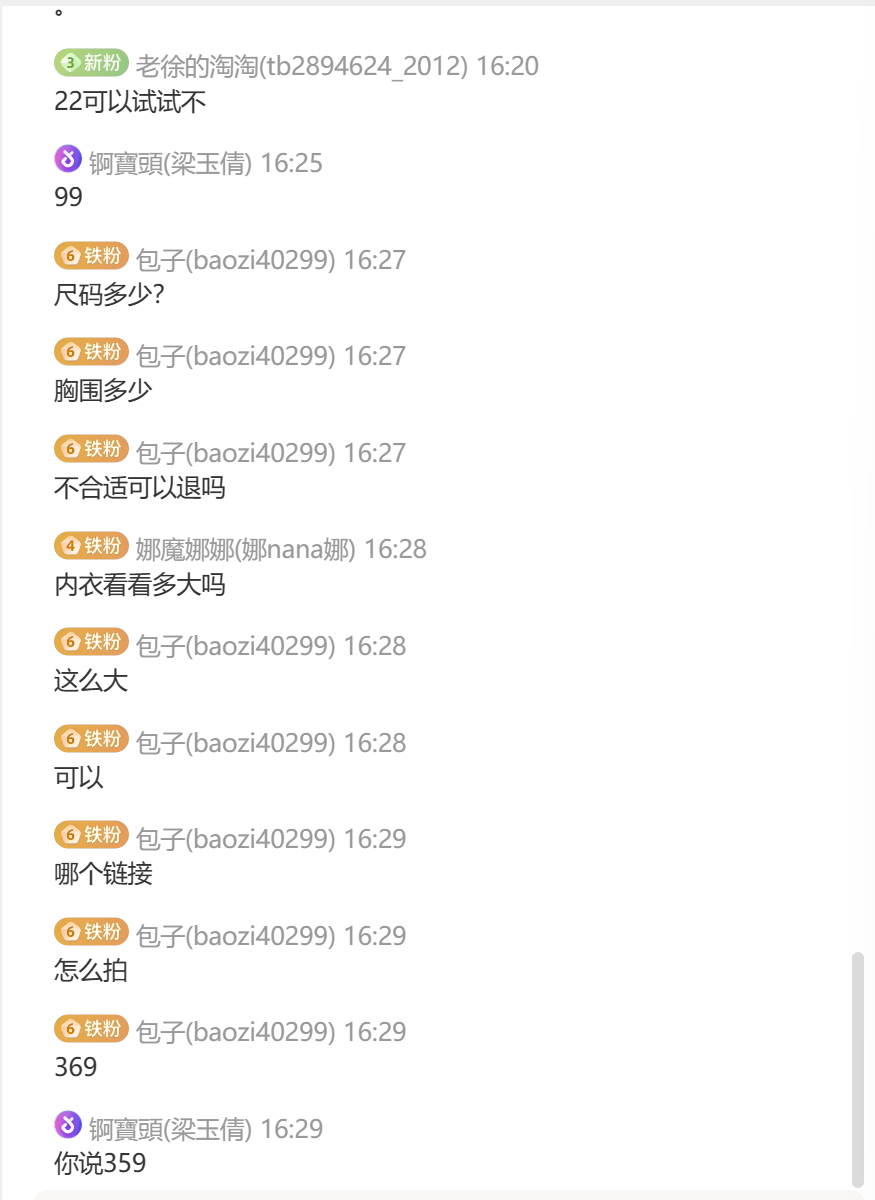 。
3 新粉 老徐的淘淘(tb2894624_2012) 16:20
22可以试试不
锕寶頭(梁玉倩) 16:25
99
6 铁粉 包子(baozi40299) 16:27
尺码多少?
6 铁粉 包子(baozi40299) 16:27
胸围多少
6 铁粉 包子(baozi40299) 16:27
不合适可以退吗
4 铁粉 娜魔娜娜(娜nana娜) 16:28
内衣看看多大吗
6 铁粉 包子(baozi40299) 16:28
这么大
6 铁粉 包子(baozi40299) 16:28
可以
6 铁粉 包子(baozi40299) 16:29
哪个链接
6 铁粉 包子(baozi40299) 16:29
怎么拍
6 铁粉 包子(baozi40299) 16:29
369
锕寶頭(梁玉倩) 16:29
你说359